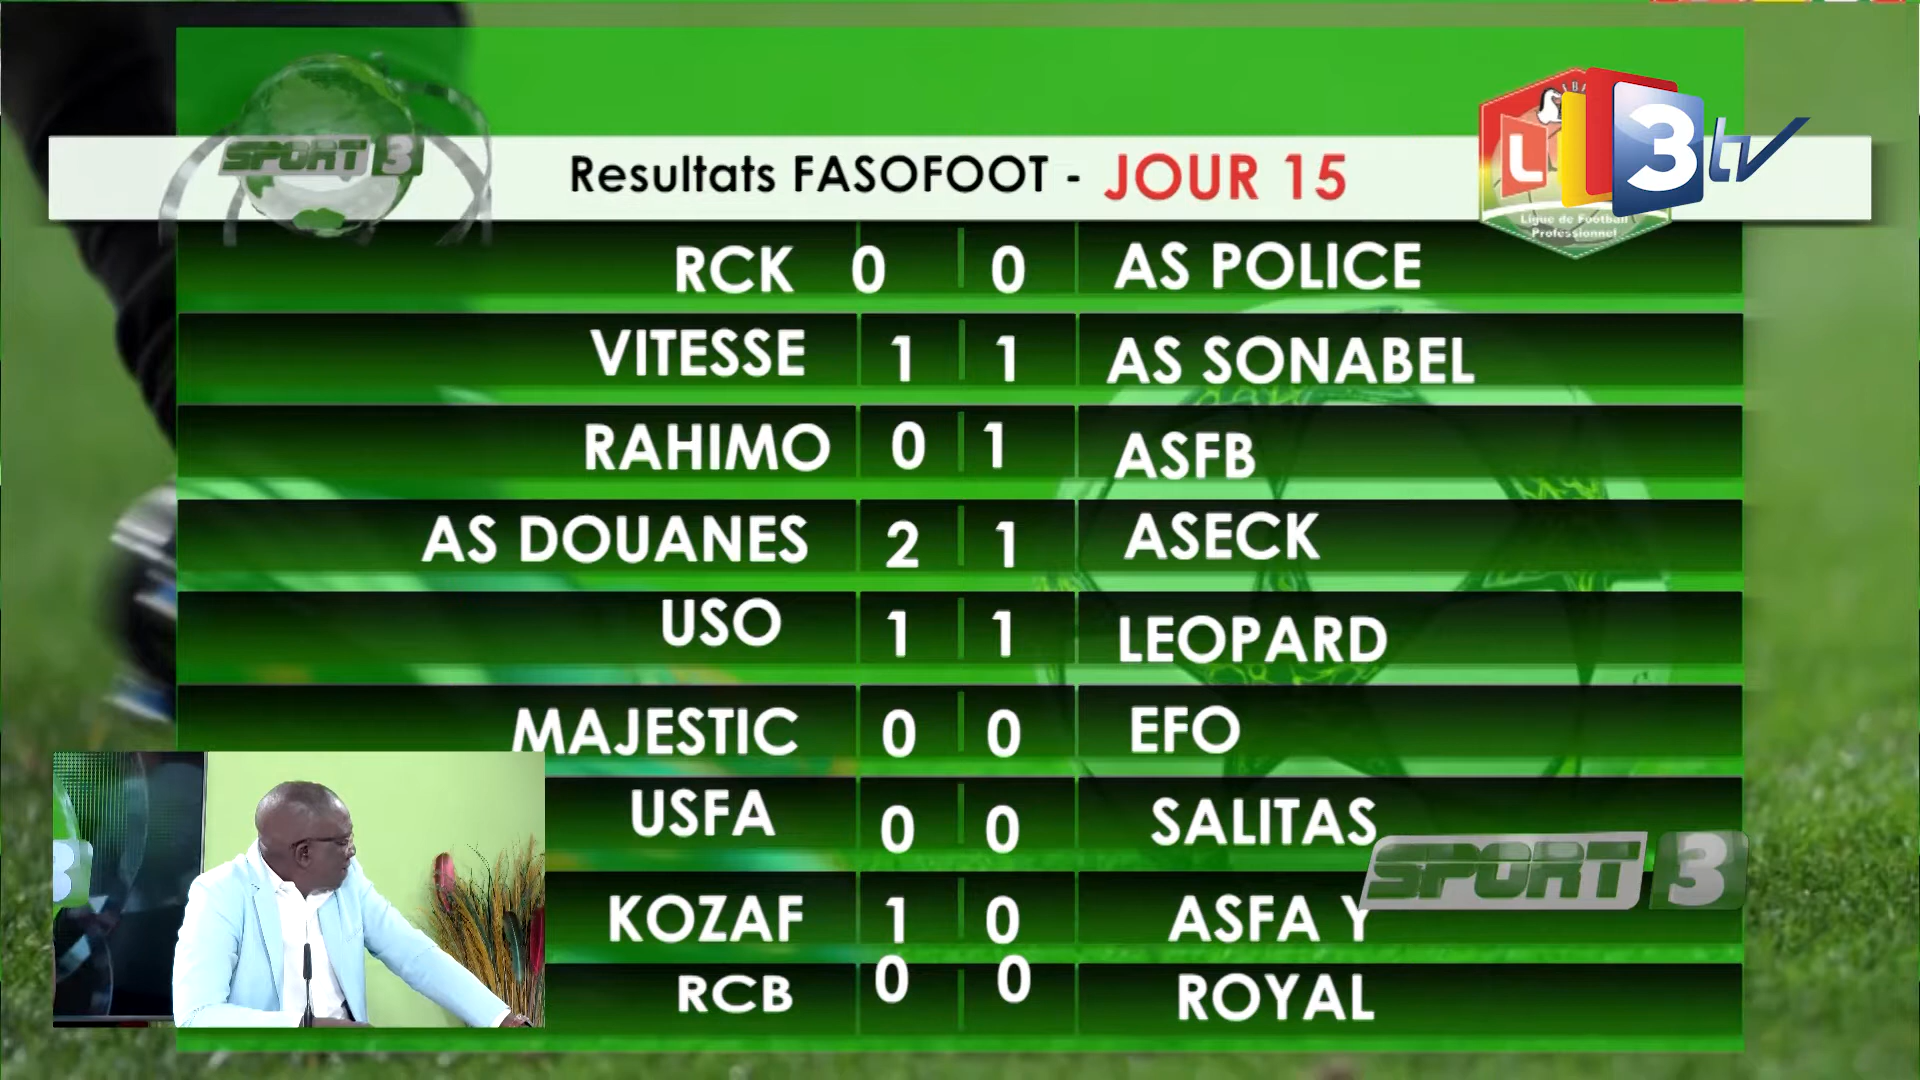 SPORT 3
Resultats FASOFOOT - JOUR 15
L 3tv
Ligue de Football
Professionnel
RCK 0 0 AS POLICE
VITESSE 1 1 AS SONABEL
RAHIMO 0 1 ASFB
AS DOUANES 2 1 ASECK
USO 1 1 LEOPARD
MAJESTIC 0 0 EFO
USFA 0 0 SALITAS
SPORT 3
KOZAF 1 0 ASFA Y
RCB 0 0 ROYAL
3